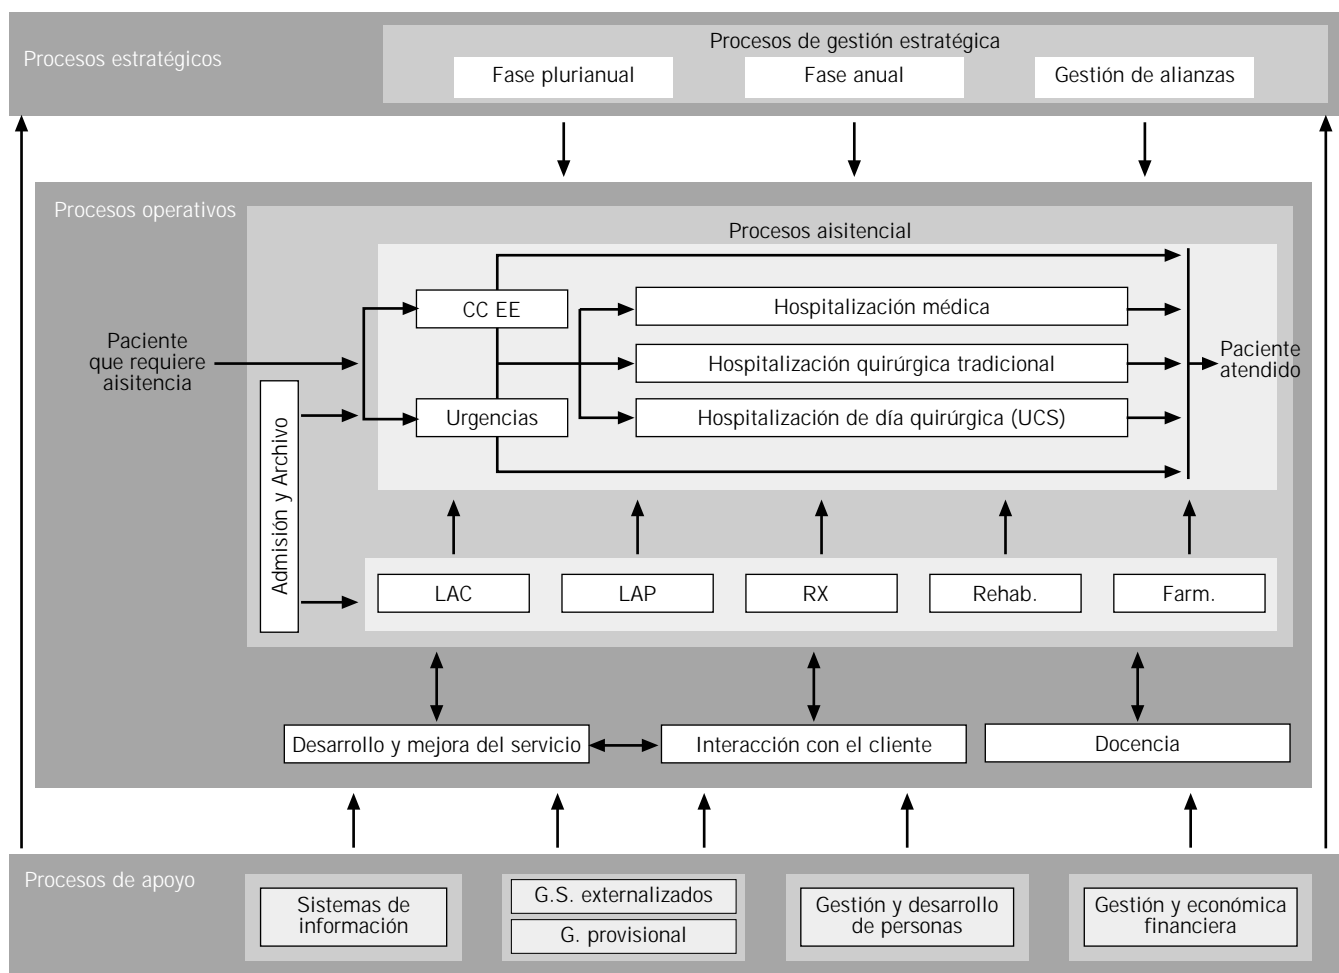 Procesos estratégicos
Procesos de gestión estratégica
Fase plurianual
Fase anual
Gestión de alianzas
Procesos operativos
Procesos aisitencial
Paciente
que requiere
aisitencia
CC EE
Urgencias
Hospitalización médica
Hospitalización quirúrgica tradicional
Hospitalización de día quirúrgica (UCS)
Paciente
atendido
Admisión y Archivo
LAC
LAP
RX
Rehab.
Farm.
Desarrollo y mejora del servicio
Interacción con el cliente
Docencia
Procesos de apoyo
Sistemas de
información
G.S. externalizados
G. provisional
Gestión y desarrollo
de personas
Gestión y económica
financiera